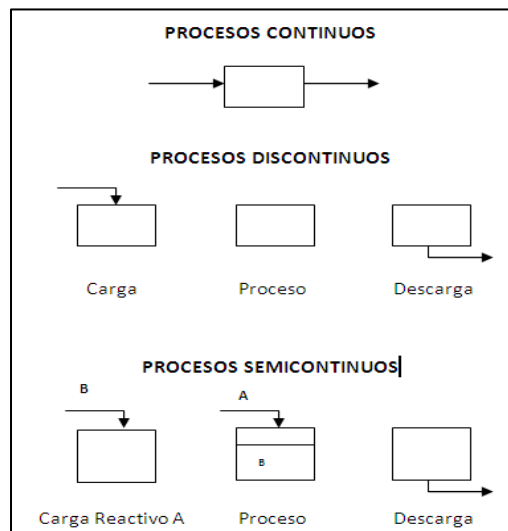 PROCESOS CONTINUOS
PROCESOS DISCONTINUOS
Carga Proceso Descarga
PROCESOS SEMICONTINUOS
B A
B
Carga Reactivo A Proceso Descarga